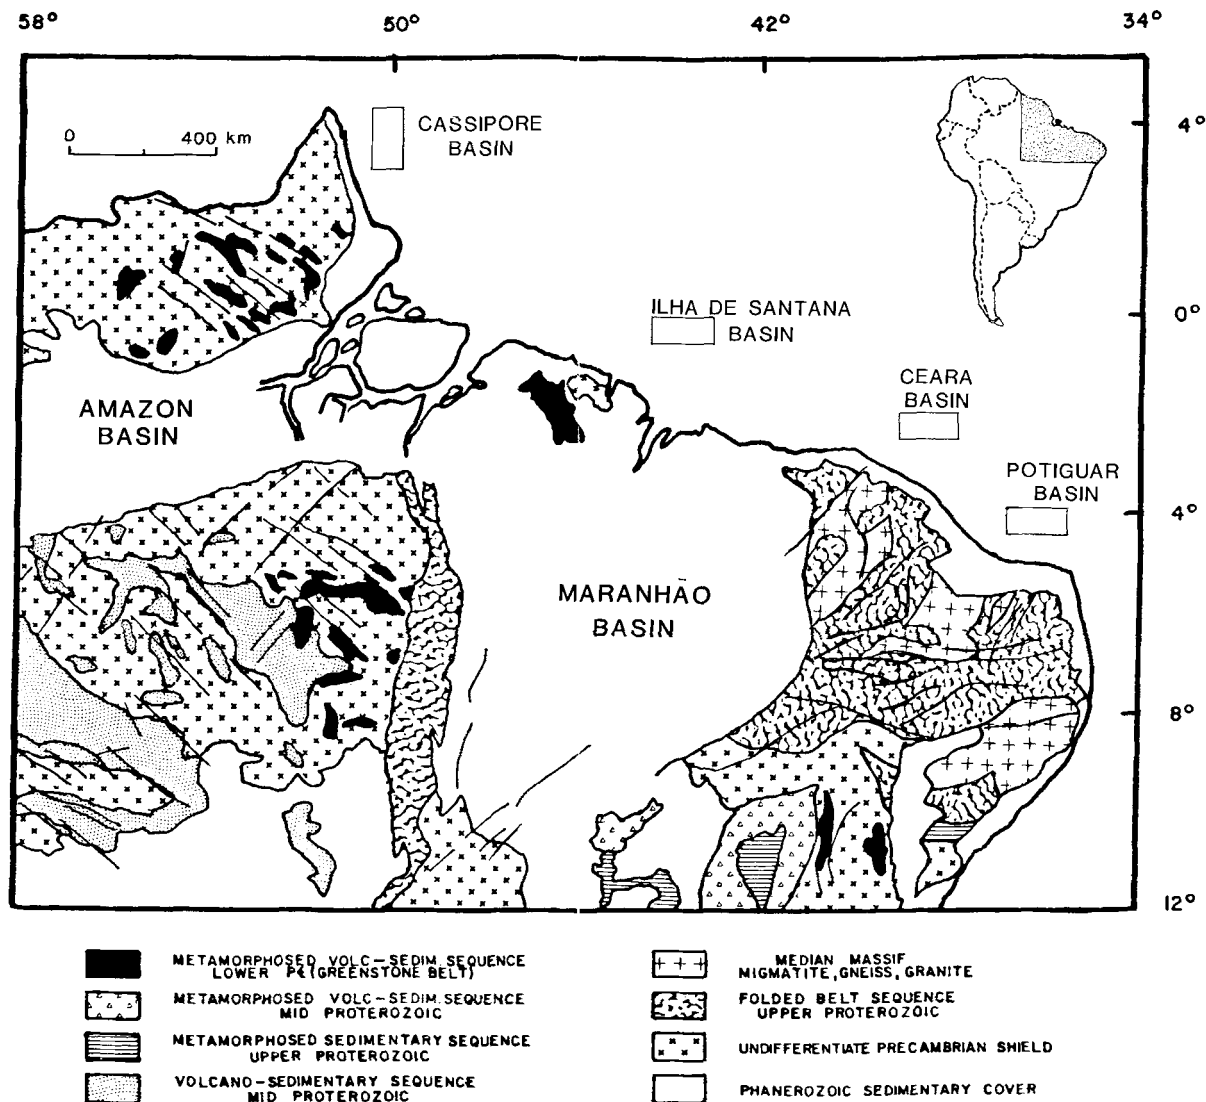 58° 50° 42° 34°
0 400 km
CASSIPORE
BASIN
4°
ILHA DE SANTANA
BASIN
0°
CEARA
BASIN
AMAZON
BASIN
POTIGUAR
BASIN
4°
MARANHÃO
BASIN
8°
12°
METAMORPHOSED VOLC-SEDIM. SEQUENCE
LOWER P€ (GREENSTONE BELT)
METAMORPHOSED VOLC-SEDIM. SEQUENCE
MID PROTEROZOIC
METAMORPHOSED SEDIMENTARY SEQUENCE
UPPER PROTEROZOIC
VOLCANO-SEDIMENTARY SEQUENCE
MID PROTEROZOIC
MEDIAN MASSIF
MIGMATITE, GNEISS, GRANITE
FOLDED BELT SEQUENCE
UPPER PROTEROZOIC
UNDIFFERENTIATE PRECAMBRIAN SHIELD
PHANEROZOIC SEDIMENTARY COVER